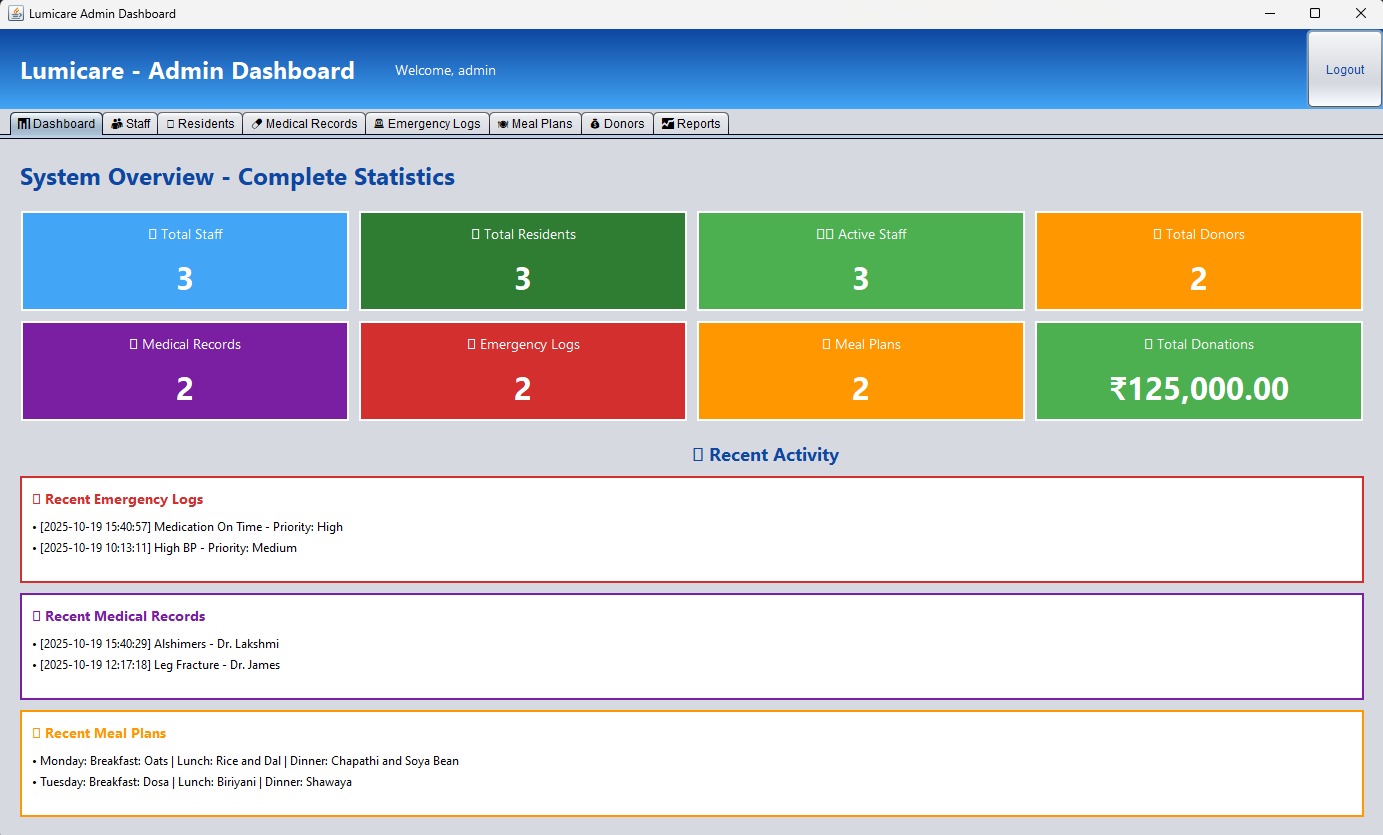 Lumicare Admin Dashboard
Lumicare - Admin Dashboard
Welcome, admin
Logout
Dashboard
Staff
Residents
Medical Records
Emergency Logs
Meal Plans
Donors
Reports
System Overview - Complete Statistics
Total Staff
3
Total Residents
3
Active Staff
3
Total Donors
2
Medical Records
2
Emergency Logs
2
Meal Plans
2
Total Donations
₹125,000.00
Recent Activity
Recent Emergency Logs
• [2025-10-19 15:40:57] Medication On Time - Priority: High
• [2025-10-19 10:13:11] High BP - Priority: Medium
Recent Medical Records
• [2025-10-19 15:40:29] Alshimers - Dr. Lakshmi
• [2025-10-19 12:17:18] Leg Fracture - Dr. James
Recent Meal Plans
• Monday: Breakfast: Oats | Lunch: Rice and Dal | Dinner: Chapathi and Soya Bean
• Tuesday: Breakfast: Dosa | Lunch: Biriyani | Dinner: Shawaya